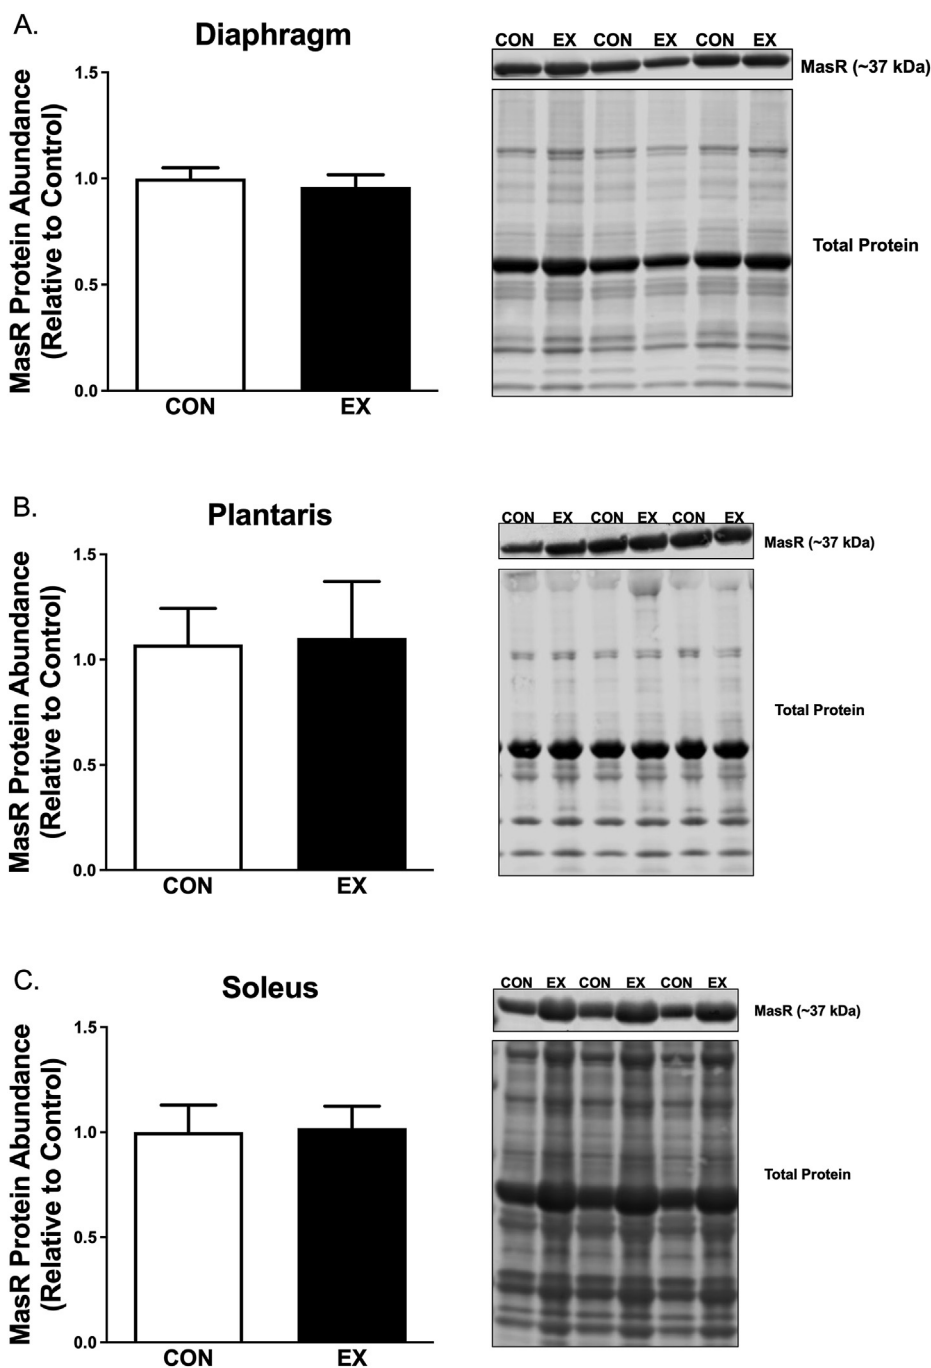 A.
Diaphragm
MasR Protein Abundance
(Relative to Control)
1.5
1.0
0.5
0.0
CON EX
CON EX CON EX CON EX
MasR (~37 kDa)
Total Protein
B.
Plantaris
MasR Protein Abundance
(Relative to Control)
1.5
1.0
0.5
0.0
CON EX
CON EX CON EX CON EX
MasR (~37 kDa)
Total Protein
C.
Soleus
MasR Protein Abundance
(Relative to Control)
1.5
1.0
0.5
0.0
CON EX
CON EX CON EX CON EX
MasR (~37 kDa)
Total Protein